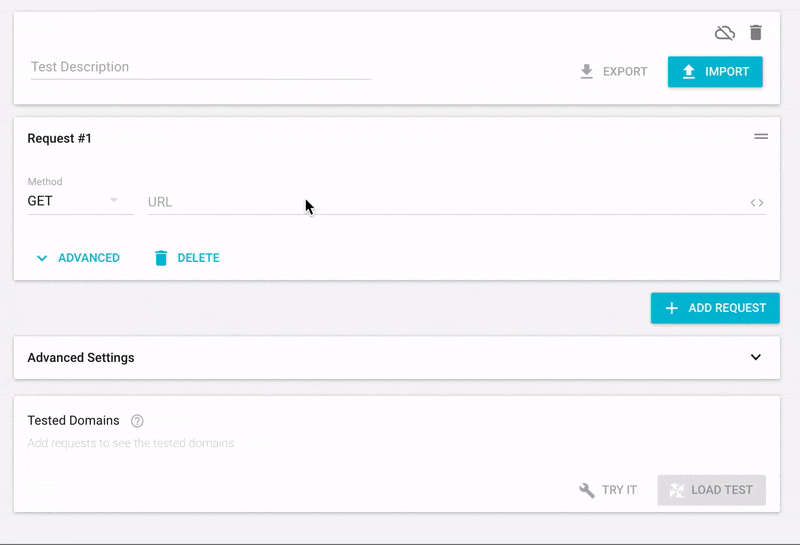 Test Description
EXPORT
IMPORT
Request #1
Method
GET
URL
ADVANCED
DELETE
ADD REQUEST
Advanced Settings
Tested Domains
Add requests to see the tested domains
TRY IT
LOAD TEST